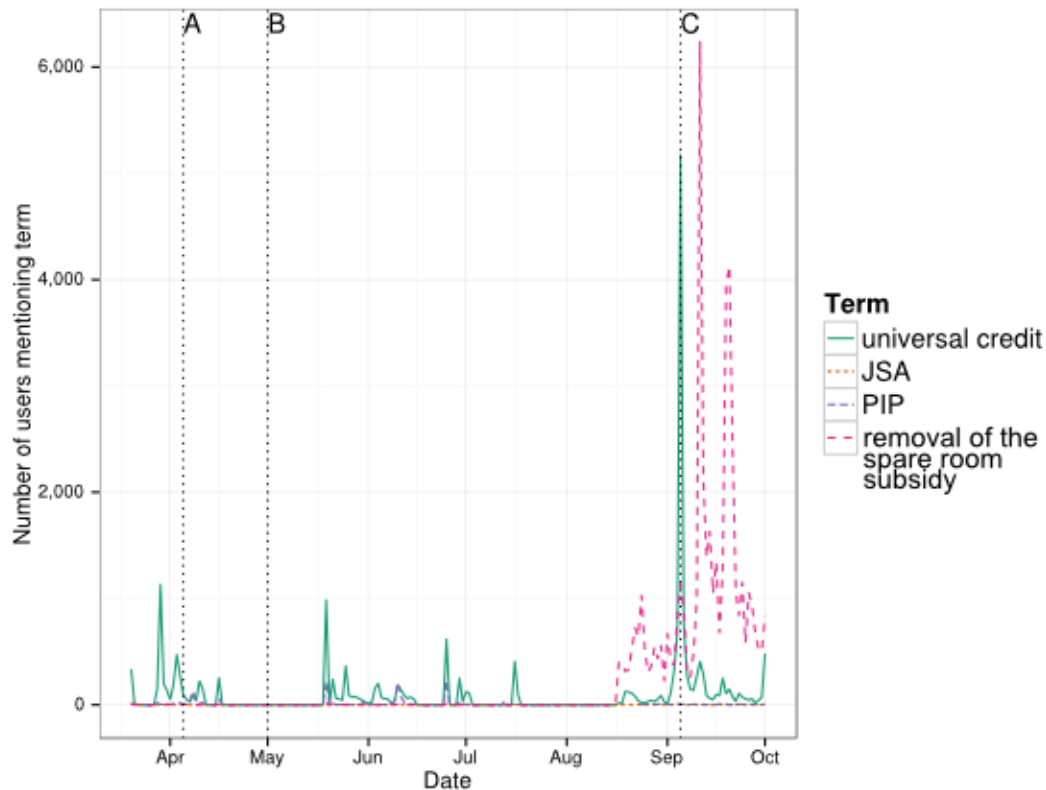 A
B
C
6,000
4,000
2,000
0
Number of users mentioning term
Apr
May
Jun
Jul
Aug
Sep
Oct
Date
Term
universal credit
JSA
PIP
removal of the
spare room
subsidy